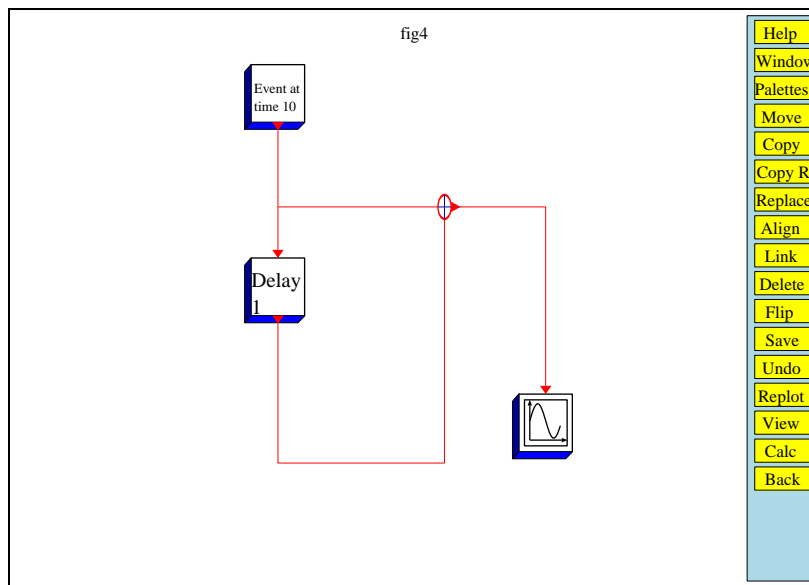 fig4
Event at
time 10
Delay
1
Help
Window
Palettes
Move
Copy
Copy R
Replace
Align
Link
Delete
Flip
Save
Undo
Replot
View
Calc
Back